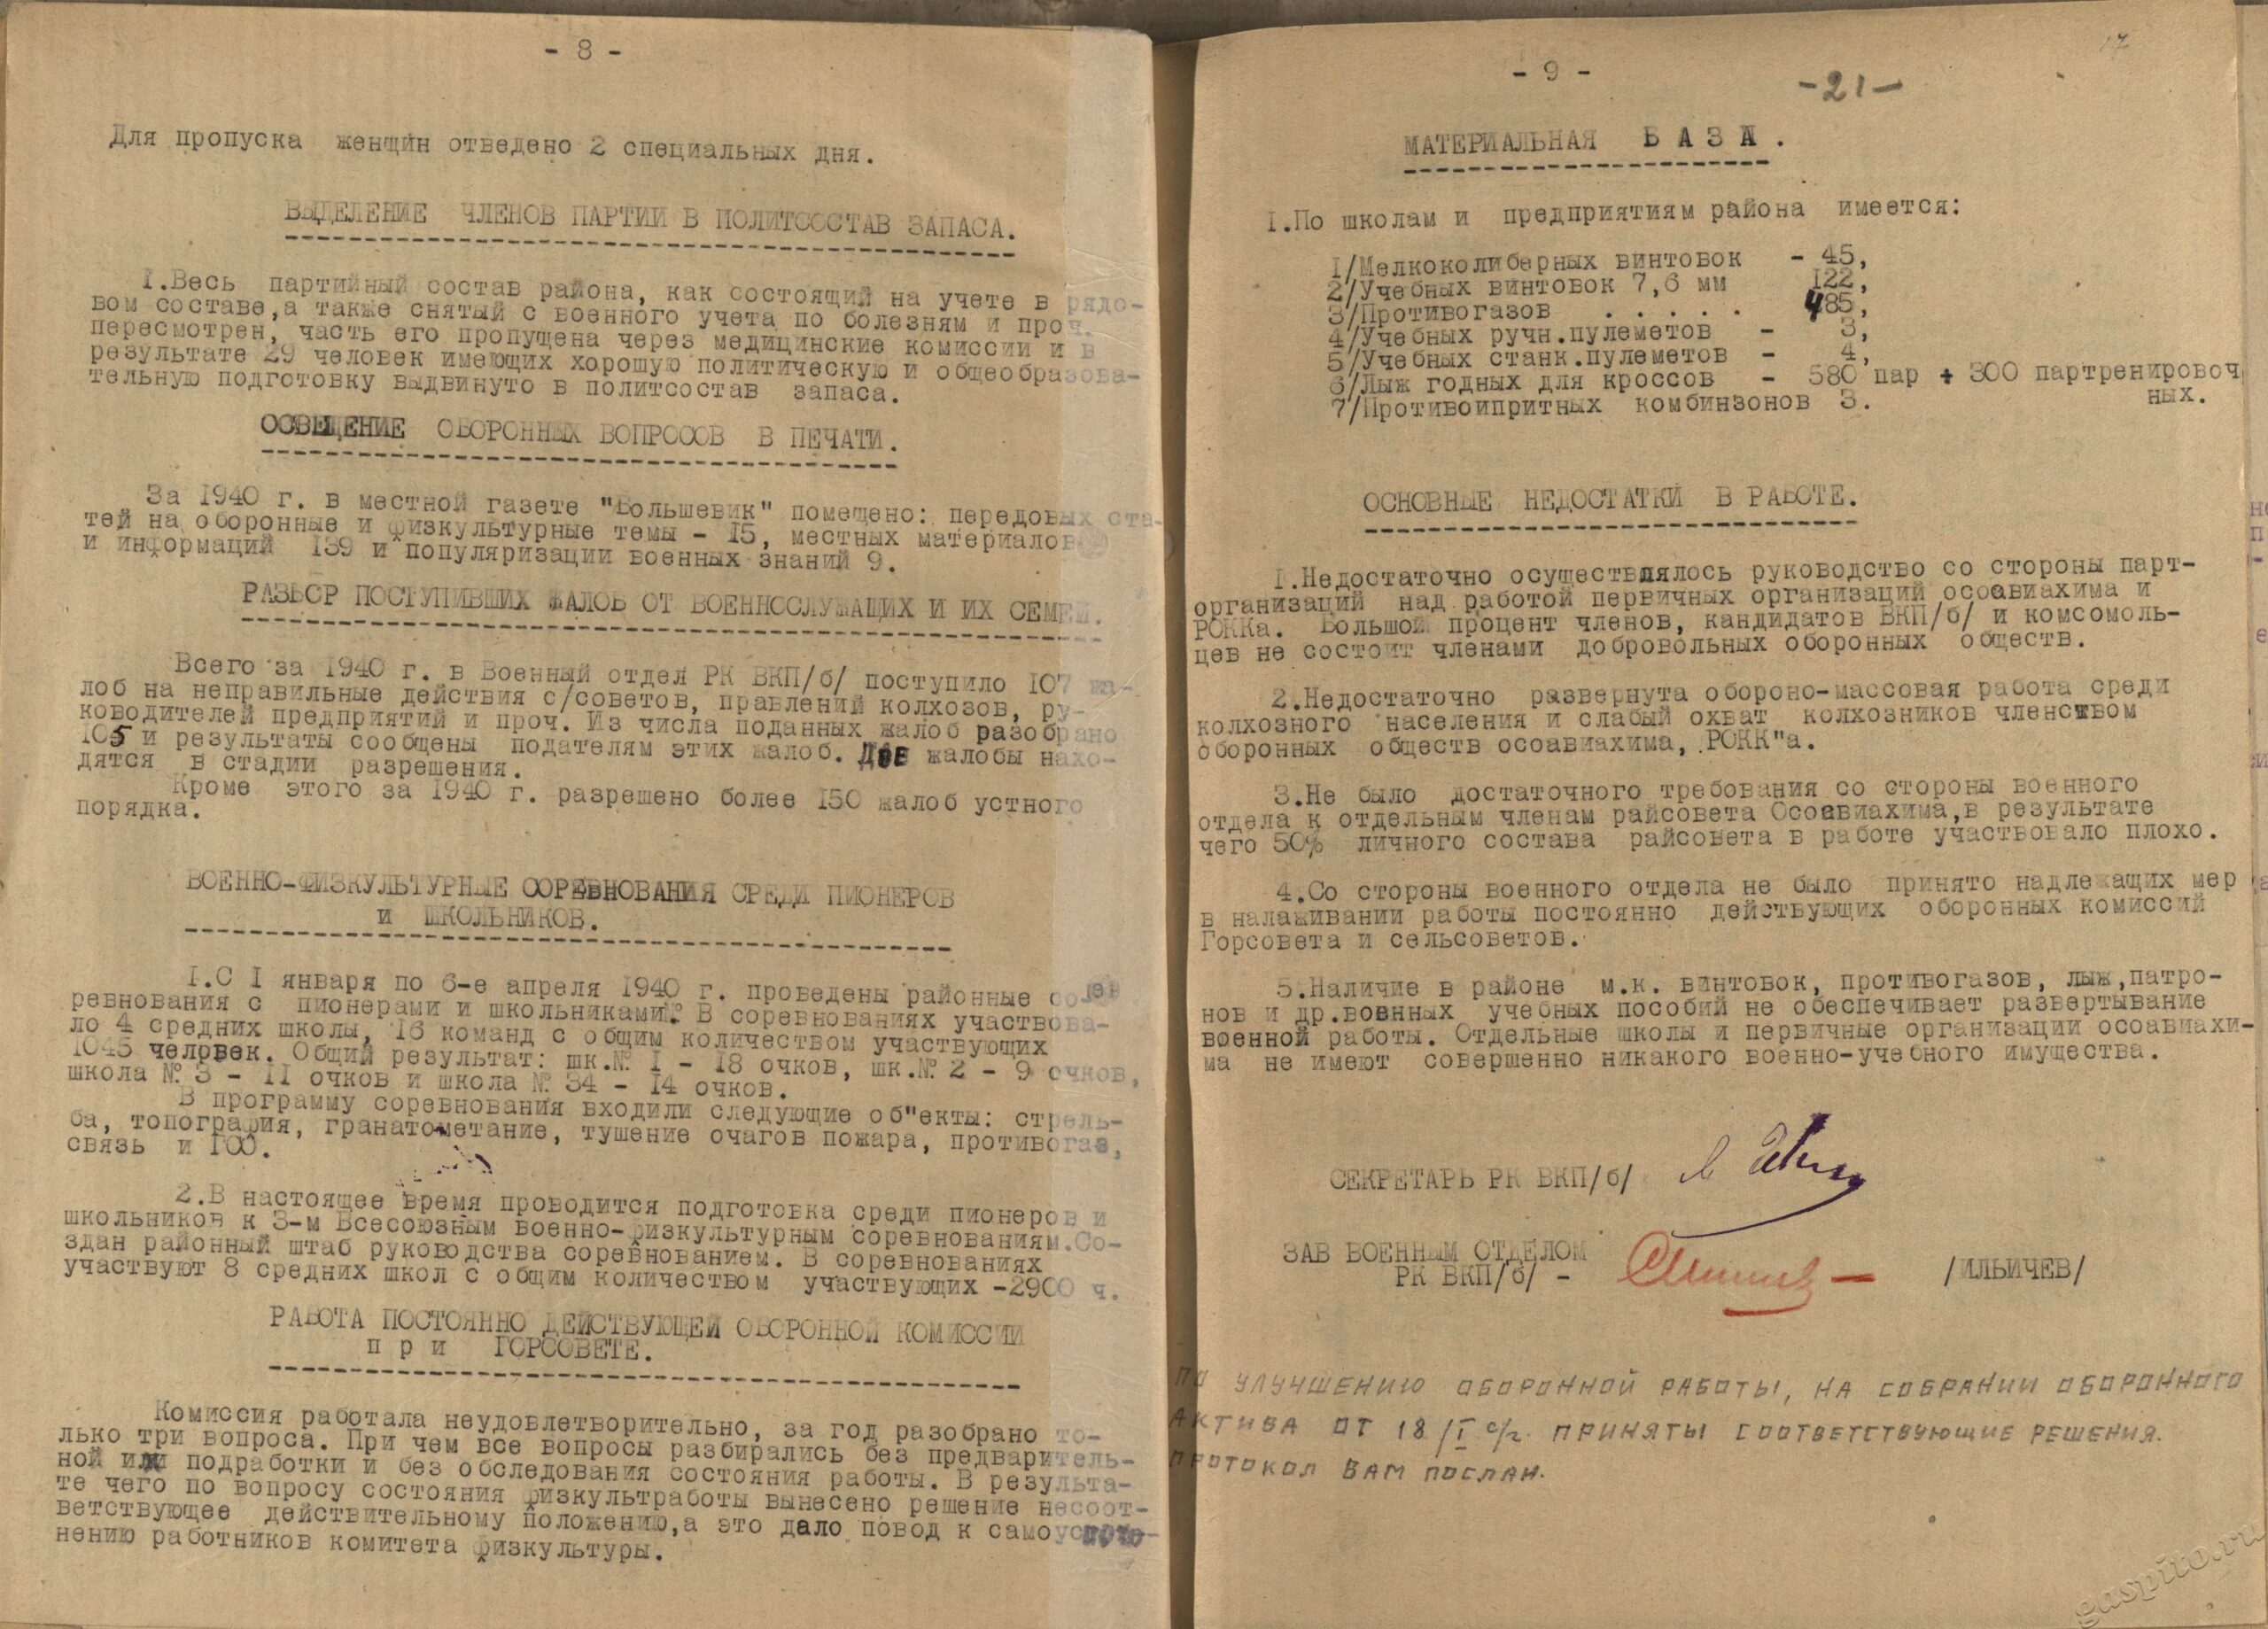 - 8 -
Для пропуска женщин отведено 2 специальных дня.
ВЫДЕЛЕНИЕ ЧЛЕНОВ ПАРТИИ В ПОЛИТСОСТАВ ЗАПАСА.
I.Весь партийный состав района, как состоящий на учете в рядо-
вом составе,а также снятый с военного учета по болезням и проч.
пересмотрен, часть его пропущена через медицинские комиссии и в
результате 29 человек имеющих хорошую политическую и общеобразова-
тельную подготовку выдвинуто в политсостав запаса.
ОСВЕЩЕНИЕ ОБОРОННЫХ ВОПРОСОВ В ПЕЧАТИ.
За 1940 г. в местной газете "Большевик" помещено: передовых ста-
тей на оборонные и физкультурные темы - 15, местных материалов
и информаций 139 и популяризации военных знаний 9.
РАЗБОР ПОСТУПИВШИХ ЖАЛОБ ОТ ВОЕННОСЛУЖАЩИХ И ИХ СЕМЕЙ.
Всего за 1940 г. в Военный отдел РК ВКП/б/ поступило 107 жа-
лоб на неправильные действия с/советов, правлений колхозов, ру-
ководителей предприятий и проч. Из числа поданных жалоб разобрано
105 и результаты сообщены подателям этих жалоб. Две жалобы нахо-
дятся в стадии разрешения.
Кроме этого за 1940 г. разрешено более 150 жалоб устного
порядка.
ВОЕННО-ФИЗКУЛЬТУРНЫЕ СОРЕВНОВАНИЯ СРЕДИ ПИОНЕРОВ
и ШКОЛЬНИКОВ.
I.С I января по 6-е апреля 1940 г. проведены районные сорев
ревнования с пионерами и школьниками. В соревнованиях участвова-
ло 4 средних школы, 16 команд с общим количеством участвующих
1045 человек. Общий результат: шк.№ I - 18 очков, шк.№ 2 - 9 очков,
школа № 3 - II очков и школа № 34 - 14 очков.
В программу соревнования входили следующие об"екты: стрель-
ба, топография, гранатометание, тушение очагов пожара, противогаз,
связь и ГСО.
2.В настоящее время проводится подготовка среди пионеров и
школьников к 3-м Всесоюзным военно-физкультурным соревнованиям.Со-
здан районный штаб руководства соревнованием. В соревнованиях
участвуют 8 средних школ с общим количеством участвующих -2900 ч.
РАБОТА ПОСТОЯННО ДЕЙСТВУЮЩЕЙ ОБОРОННОЙ КОМИССИИ
п р и ГОРСОВЕТЕ.
Комиссия работала неудовлетворительно, за год разобрано то-
лько три вопроса. При чем все вопросы разбирались без предваритель-
ной или подработки и без обследования состояния работы. В результа-
те чего по вопросу состояния физкультработы вынесено решение несоот-
ветствующее действительному положению,а это дало повод к самоуспоко-
нению работников комитета физкультуры.
- 9 -
-21-
17
МАТЕРИАЛЬНАЯ Б А З А .
I.По школам и предприятиям района имеется:
I/Мелкоколиберных винтовок - 45,
2/Учебных винтовок 7,6 мм 122,
3/Противогазов . . . . . 485,
4/Учебных ручн.пулеметов - 3,
5/Учебных станк.пулеметов - 4,
6/Лыж годных для кроссов - 580 пар + 300 партренировоч
ных.
7/Противоипритных комбинзонов 3.
ОСНОВНЫЕ НЕДОСТАТКИ В РАБОТЕ.
I.Недостаточно осуществлялось руководство со стороны парт-
организаций над работой первичных организаций осоавиахима и
РОККа. Большой процент членов, кандидатов ВКП/б/ и комсомоль-
цев не состоит членами добровольных оборонных обществ.
2.Недостаточно развернута обороно-массовая работа среди
колхозного населения и слабый охват колхозников членством
оборонных обществ осоавиахима, РОКК"а.
3.Не было достаточного требования со стороны военного
отдела к отдельным членам райсовета Осоавиахима,в результате
чего 50% личного состава райсовета в работе участвовало плохо.
4.Со стороны военного отдела не было принято надлежащих мер
в налаживании работы постоянно действующих оборонных комиссий
Горсовета и сельсоветов.
5.Наличие в районе м.к. винтовок, противогазов, лыж,патро-
нов и др.военных учебных пособий не обеспечивает развертывание
военной работы. Отдельные школы и первичные организации осоавиахи-
ма не имеют совершенно никакого военно-учебного имущества.
СЕКРЕТАРЬ РК ВКП/б/
ЗАВ ВОЕННЫМ ОТДЕЛОМ
РК ВКП/б/ - /ИЛЬИЧЕВ/
ПО УЛУЧШЕНИЮ ОБОРОННОЙ РАБОТЫ, НА СОБРАНИИ ОБОРОННОГО
АКТИВА ОТ 18/I с/г. ПРИНЯТЫ СООТВЕТСТВУЮЩИЕ РЕШЕНИЯ.
ПРОТОКОЛ ВАМ ПОСЛАН.
gaspito.ru